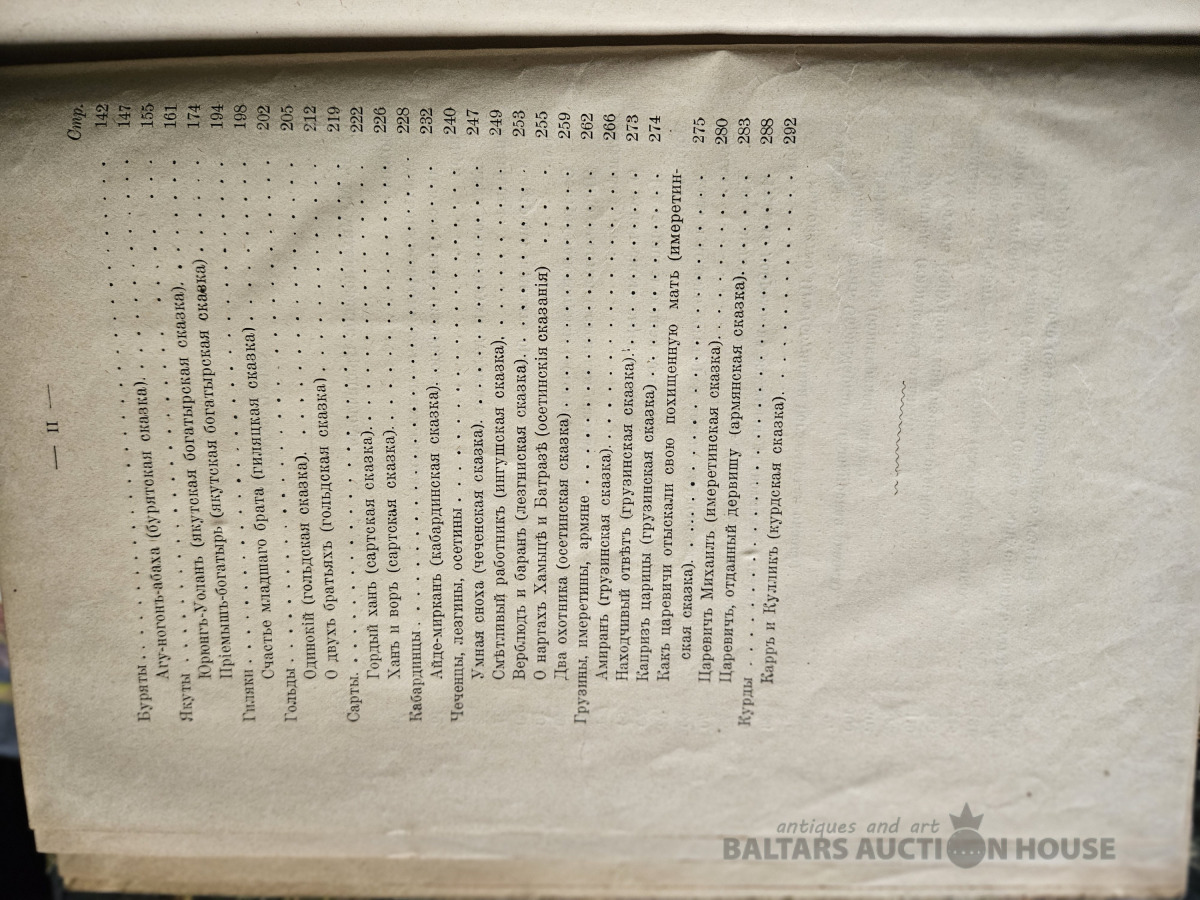 — II —
Стр.
Буряты . . . . . . . . . . . . . . . . . . 142
Агу-ногонъ-абаха (бурятская сказка). . . . . . . . . . 147
Якуты . . . . . . . . . . . . . . . . . . 155
Юрюнгъ-Уоланъ (якутская богатырская сказка). . . . . . 161
Пріемышъ-богатырь (якутская богатырская сказка) . . . . 174
Гиляки . . . . . . . . . . . . . . . . . . 194
Счастье младшаго брата (гиляцкая сказка) . . . . . . . 198
Гольды . . . . . . . . . . . . . . . . . . 202
Одинокій (гольдская сказка). . . . . . . . . . . . . 205
О двухъ братьяхъ (гольдская сказка) . . . . . . . . . 212
Сарты. . . . . . . . . . . . . . . . . . . 219
Гордый ханъ (сартская сказка). . . . . . . . . . . . 222
Ханъ и воръ (сартская сказка). . . . . . . . . . . . 226
Кабардинцы . . . . . . . . . . . . . . . . . 228
Айде-мирканъ (кабардинская сказка). . . . . . . . . . 232
Чеченцы, лезгины, осетины . . . . . . . . . . . . . 240
Умная сноха (чеченская сказка). . . . . . . . . . . . 247
Смѣтливый работникъ (ингушская сказка). . . . . . . . 249
Верблюдъ и баранъ (лезгниская сказка). . . . . . . . . 253
О нартахъ Хамыцѣ и Батразѣ (осетинскія сказанія) . . . . 255
Два охотника (осетинская сказка) . . . . . . . . . . . 259
Грузины, имеретины, армяне . . . . . . . . . . . . . 262
Амиранъ (грузинская сказка). . . . . . . . . . . . . 266
Находчивый отвѣтъ (грузинская сказка). . . . . . . . . 273
Капризъ царицы (грузинская сказка) . . . . . . . . . . 274
Какъ царевичи отыскали свою похищенную мать (имеретин-
ская сказка). . . . . . . . . . . . . . . . . 275
Царевичъ Михаилъ (имеретинская сказка). . . . . . . . 280
Царевичъ, отданный дервишу (армянская сказка). . . . . . 283
Курды . . . . . . . . . . . . . . . . . . 288
Карръ и Кулликъ (курдская сказка). . . . . . . . . . . 292
antiques and art
BALTARS AUCTION HOUSE